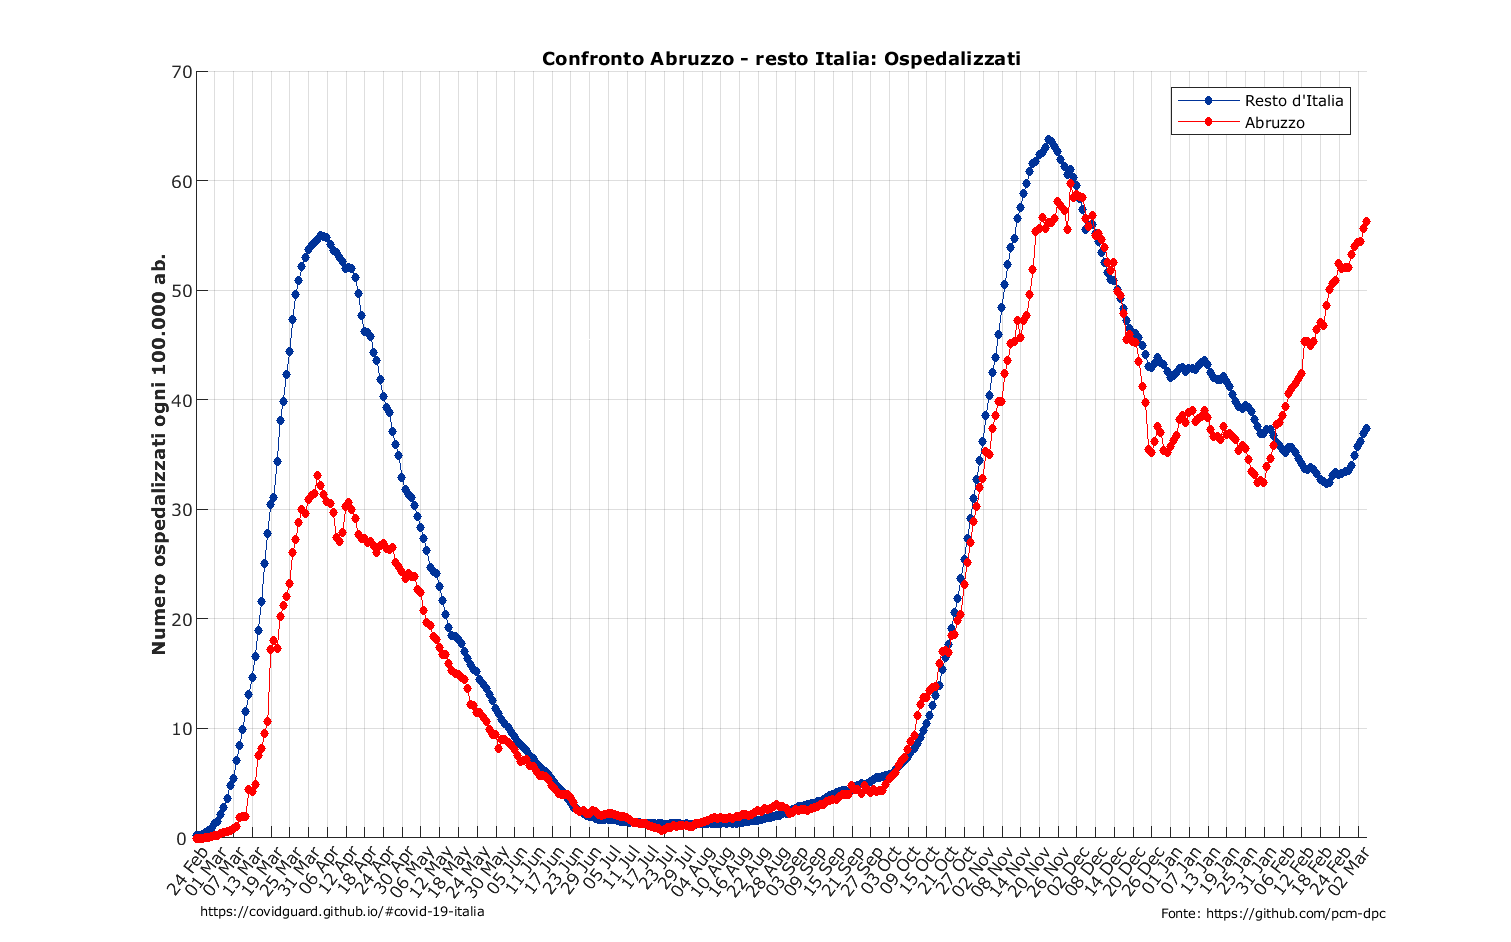 Confronto Abruzzo - resto Italia: Ospedalizzati
Resto d'Italia
Abruzzo
Numero ospedalizzati ogni 100.000 ab.
70
60
50
40
30
20
10
0
24 Feb
01 Mar
07 Mar
13 Mar
19 Mar
25 Mar
31 Mar
06 Apr
12 Apr
18 Apr
24 Apr
30 Apr
06 May
12 May
18 May
24 May
30 May
05 Jun
11 Jun
17 Jun
23 Jun
29 Jun
05 Jul
11 Jul
17 Jul
23 Jul
29 Jul
04 Aug
10 Aug
16 Aug
22 Aug
28 Aug
03 Sep
09 Sep
15 Sep
21 Sep
27 Sep
03 Oct
09 Oct
15 Oct
21 Oct
27 Oct
02 Nov
08 Nov
14 Nov
20 Nov
26 Nov
02 Dec
08 Dec
14 Dec
20 Dec
26 Dec
01 Jan
07 Jan
13 Jan
19 Jan
25 Jan
31 Jan
06 Feb
12 Feb
18 Feb
24 Feb
02 Mar
https://covidguard.github.io/#covid-19-italia
Fonte: https://github.com/pcm-dpc